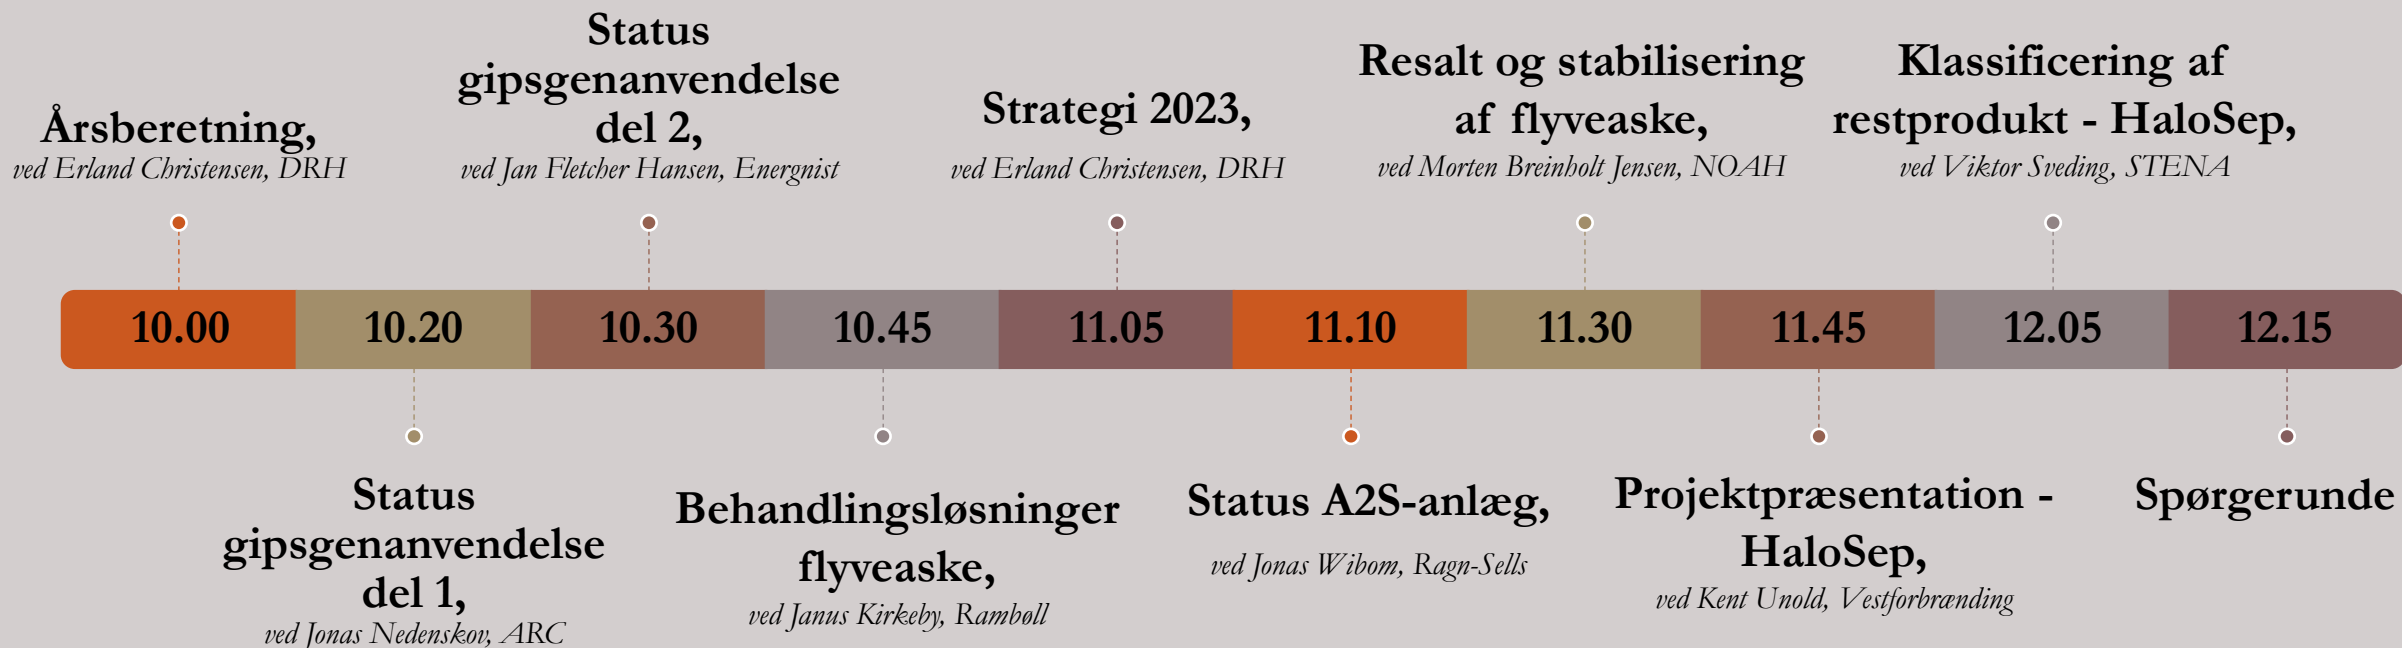 Årsberetning,
ved Erland Christensen, DRH
Status
gipsgenanvendelse
del 2,
ved Jan Fletcher Hansen, Energnist
Strategi 2023,
ved Erland Christensen, DRH
Resalt og stabilisering
af flyveaske,
ved Morten Breinholt Jensen, NOAH
Klassificering af
restprodukt - HaloSep,
ved Viktor Sveding, STENA
10.00 10.20 10.30 10.45 11.05 11.10 11.30 11.45 12.05 12.15
Status
gipsgenanvendelse
del 1,
ved Jonas Nedenskov, ARC
Behandlingsløsninger
flyveaske,
ved Janus Kirkeby, Rambøll
Status A2S-anlæg,
ved Jonas Wibom, Ragn-Sells
Projektpræsentation -
HaloSep,
ved Kent Unold, Vestforbrænding
Spørgerunde